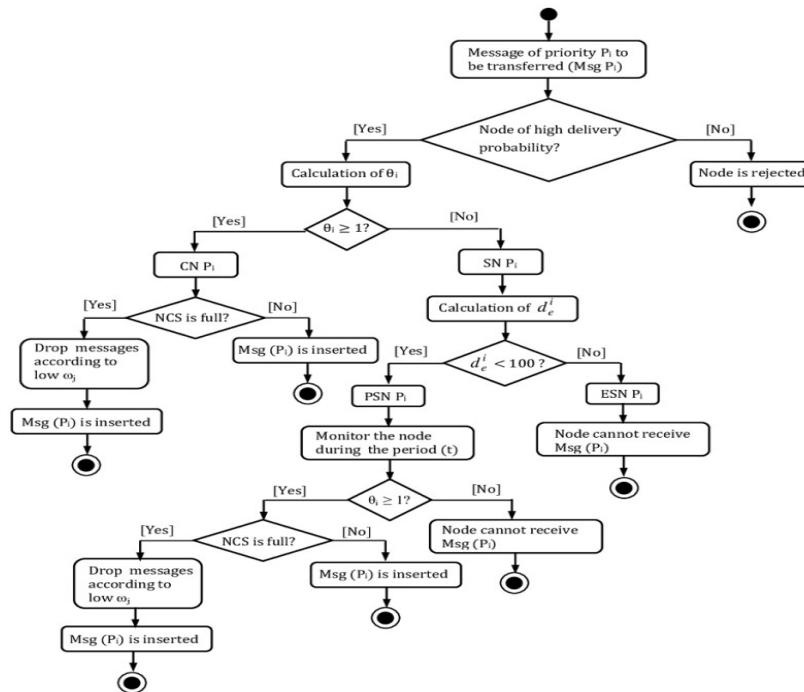 Message of priority Pᵢ to
be transferred (Msg Pᵢ)
[Yes]
Node of high delivery
probability?
[No]
Calculation of θᵢ
Node is rejected
[Yes]
θᵢ ≥ 1?
[No]
CN Pᵢ
SN Pᵢ
[Yes]
NCS is full?
[No]
Calculation of dₑⁱ
Drop messages
according to
low ωⱼ
Msg (Pᵢ) is inserted
[Yes]
dₑⁱ < 100 ?
[No]
PSN Pᵢ
ESN Pᵢ
Msg (Pᵢ) is inserted
Monitor the node
during the period (t)
Node cannot receive
Msg (Pᵢ)
[Yes]
θᵢ ≥ 1?
[No]
[Yes]
NCS is full?
[No]
Node cannot receive
Msg (Pᵢ)
Drop messages
according to
low ωⱼ
Msg (Pᵢ) is inserted
Msg (Pᵢ) is inserted